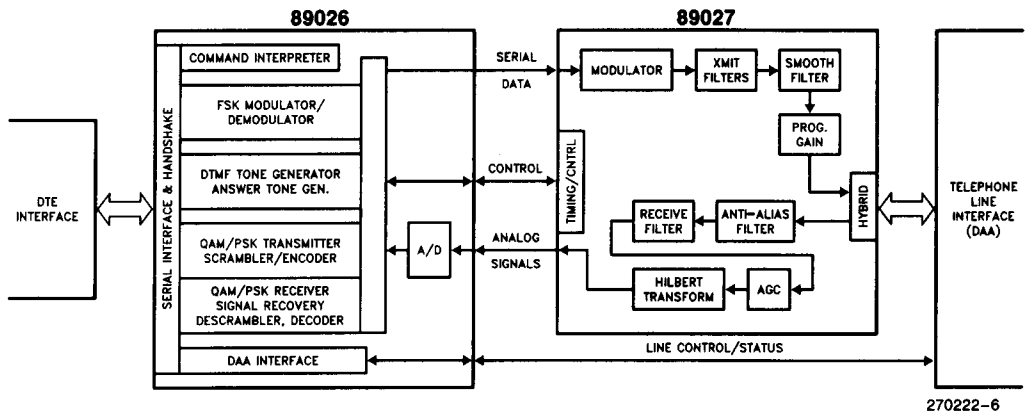 89026
89027
DTE
INTERFACE
SERIAL INTERFACE & HANDSHAKE
COMMAND INTERPRETER
FSK MODULATOR/
DEMODULATOR
DTMF TONE GENERATOR
ANSWER TONE GEN.
QAM/PSK TRANSMITTER
SCRAMBLER/ENCODER
QAM/PSK RECEIVER
SIGNAL RECOVERY
DESCRAMBLER, DECODER
DAA INTERFACE
A/D
SERIAL
DATA
CONTROL
ANALOG
SIGNALS
TIMING/CNTRL
MODULATOR
XMIT
FILTERS
SMOOTH
FILTER
PROG.
GAIN
HYBRID
RECEIVE
FILTER
ANTI-ALIAS
FILTER
HILBERT
TRANSFORM
AGC
LINE CONTROL/STATUS
TELEPHONE
LINE
INTERFACE
(DAA)
270222-6